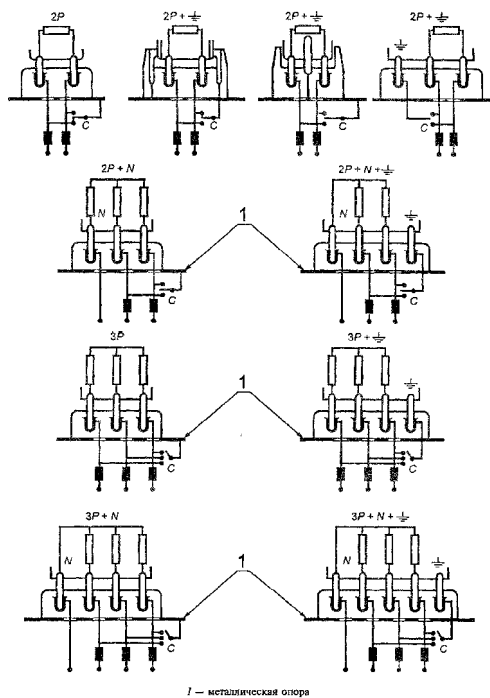 2P 2P + ⏚ 2P + ⏚ 2P + ⏚
⏚
C C C C
2P + N 2P + N + ⏚
1
N N ⏚
C C
3P 3P + ⏚
1
⏚
C C
3P + N 3P + N + ⏚
1
N N ⏚
C C
1 — металлическая опора